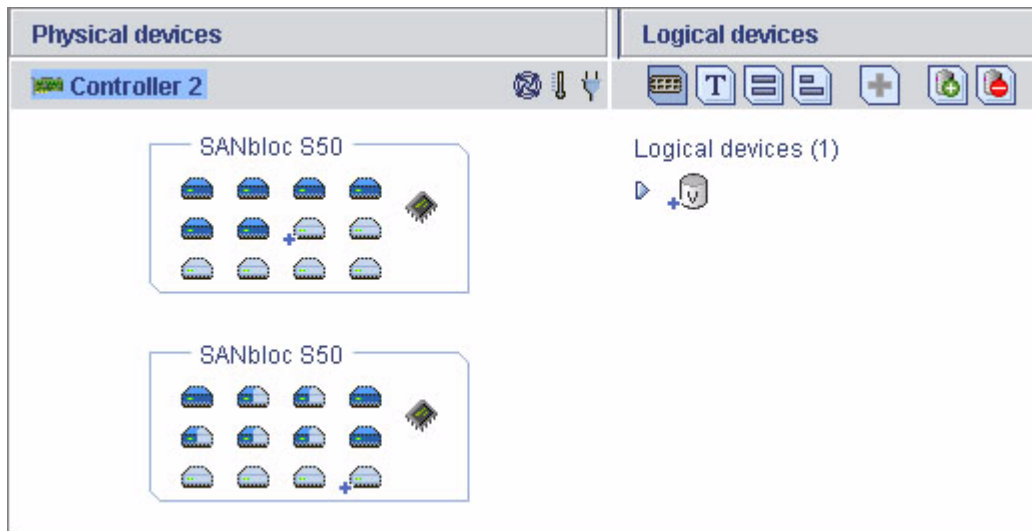 Physical devices
Logical devices
Controller 2
T
SANbloc S50
Logical devices (1)
V
SANbloc S50